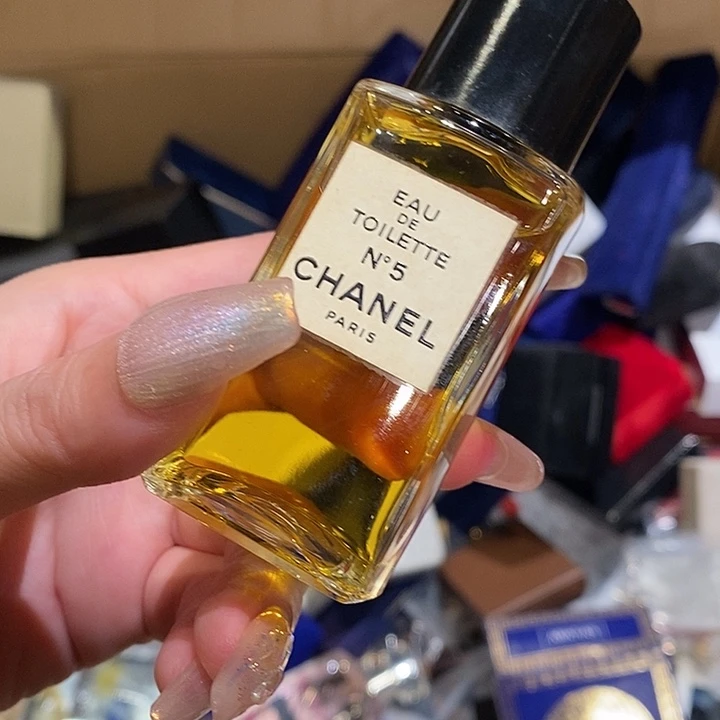 EAU
DE
TOILETTE
N°5
CHANEL
PARIS